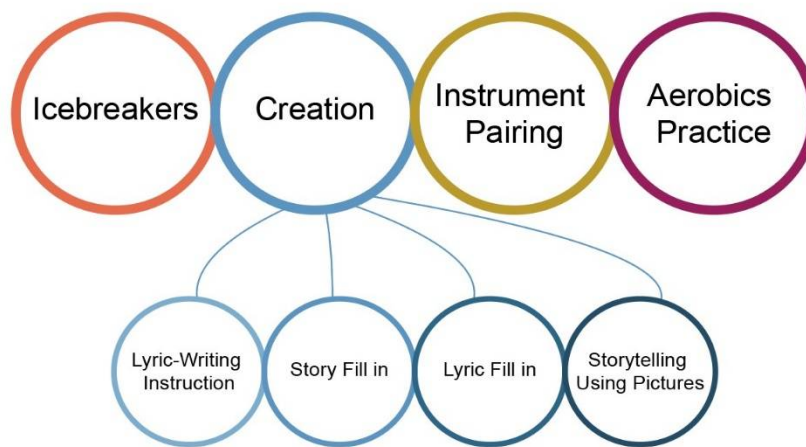 Icebreakers
Creation
Instrument
Pairing
Aerobics
Practice
Lyric-Writing
Instruction
Story Fill in
Lyric Fill in
Storytelling
Using Pictures